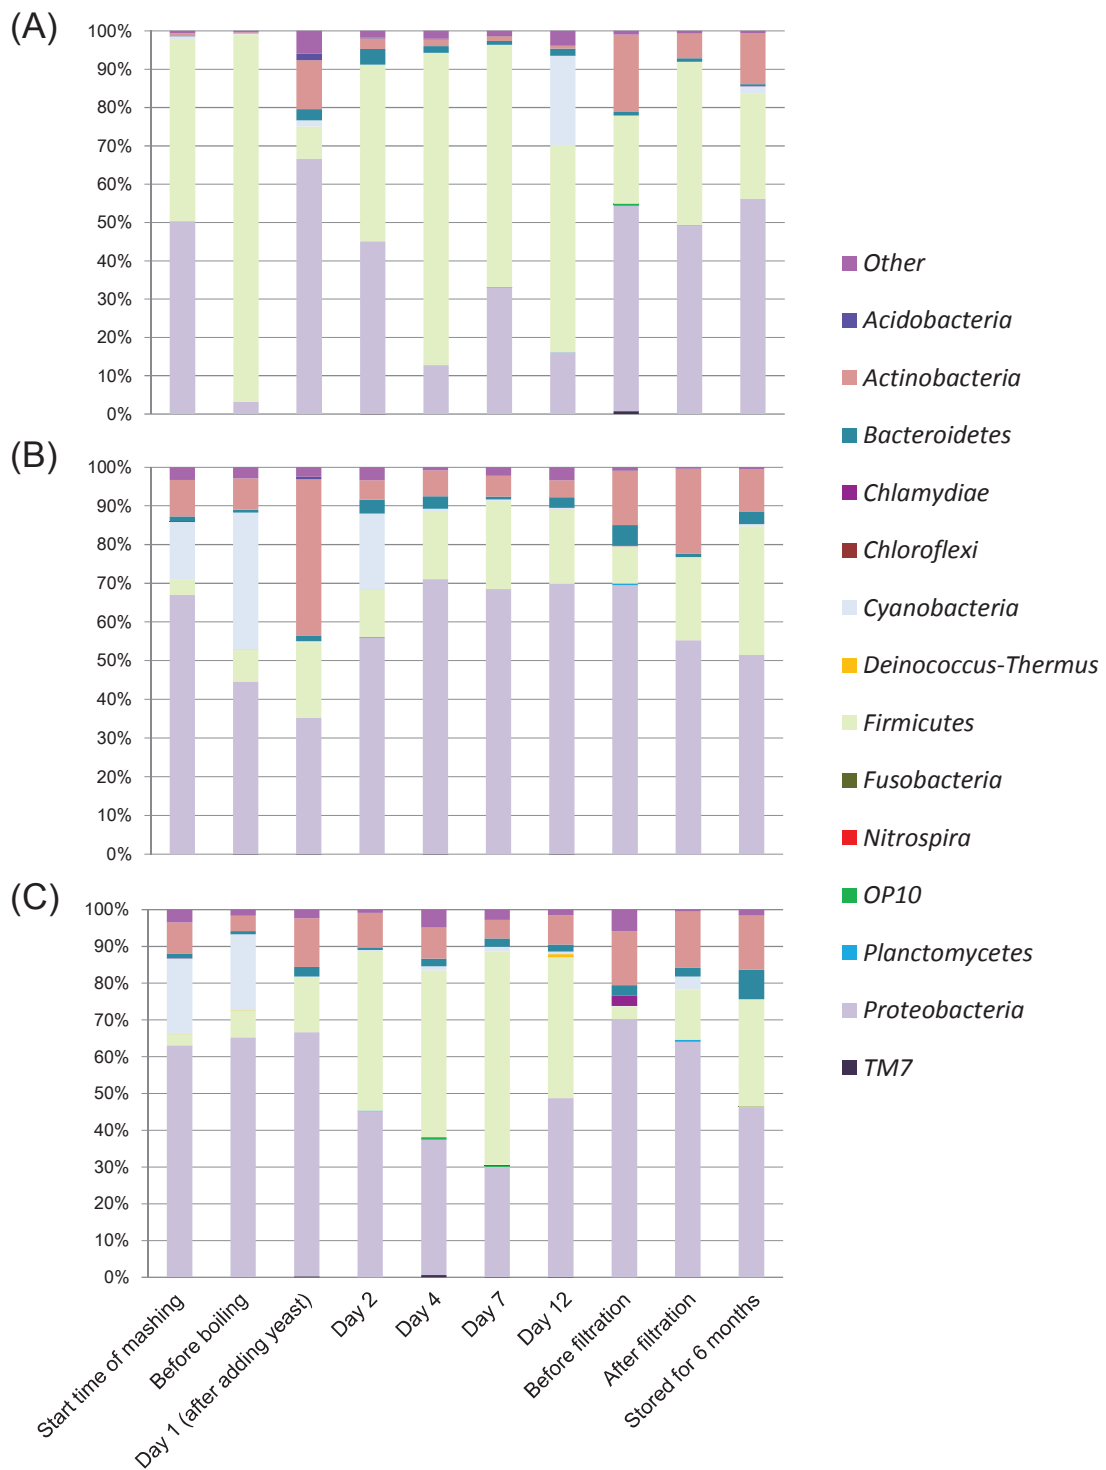 (A)
100%
90%
80%
70%
60%
50%
40%
30%
20%
10%
0%
(B)
100%
90%
80%
70%
60%
50%
40%
30%
20%
10%
0%
(C)
100%
90%
80%
70%
60%
50%
40%
30%
20%
10%
0%
Start time of mashing
Before boiling
Day 1 (after adding yeast)
Day 2
Day 4
Day 7
Day 12
Before filtration
After filtration
Stored for 6 months
Other
Acidobacteria
Actinobacteria
Bacteroidetes
Chlamydiae
Chloroflexi
Cyanobacteria
Deinococcus-Thermus
Firmicutes
Fusobacteria
Nitrospira
OP10
Planctomycetes
Proteobacteria
TM7